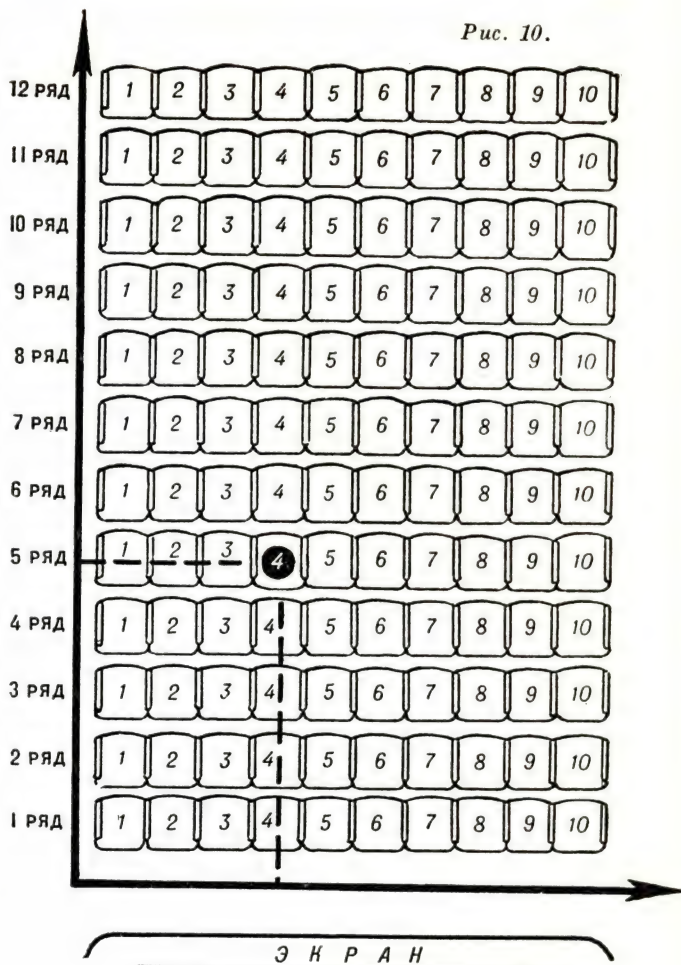 Рис. 10.
12 РЯД 1 2 3 4 5 6 7 8 9 10
11 РЯД 1 2 3 4 5 6 7 8 9 10
10 РЯД 1 2 3 4 5 6 7 8 9 10
9 РЯД 1 2 3 4 5 6 7 8 9 10
8 РЯД 1 2 3 4 5 6 7 8 9 10
7 РЯД 1 2 3 4 5 6 7 8 9 10
6 РЯД 1 2 3 4 5 6 7 8 9 10
5 РЯД 1 2 3 4 5 6 7 8 9 10
4 РЯД 1 2 3 4 5 6 7 8 9 10
3 РЯД 1 2 3 4 5 6 7 8 9 10
2 РЯД 1 2 3 4 5 6 7 8 9 10
1 РЯД 1 2 3 4 5 6 7 8 9 10
ЭКРАН